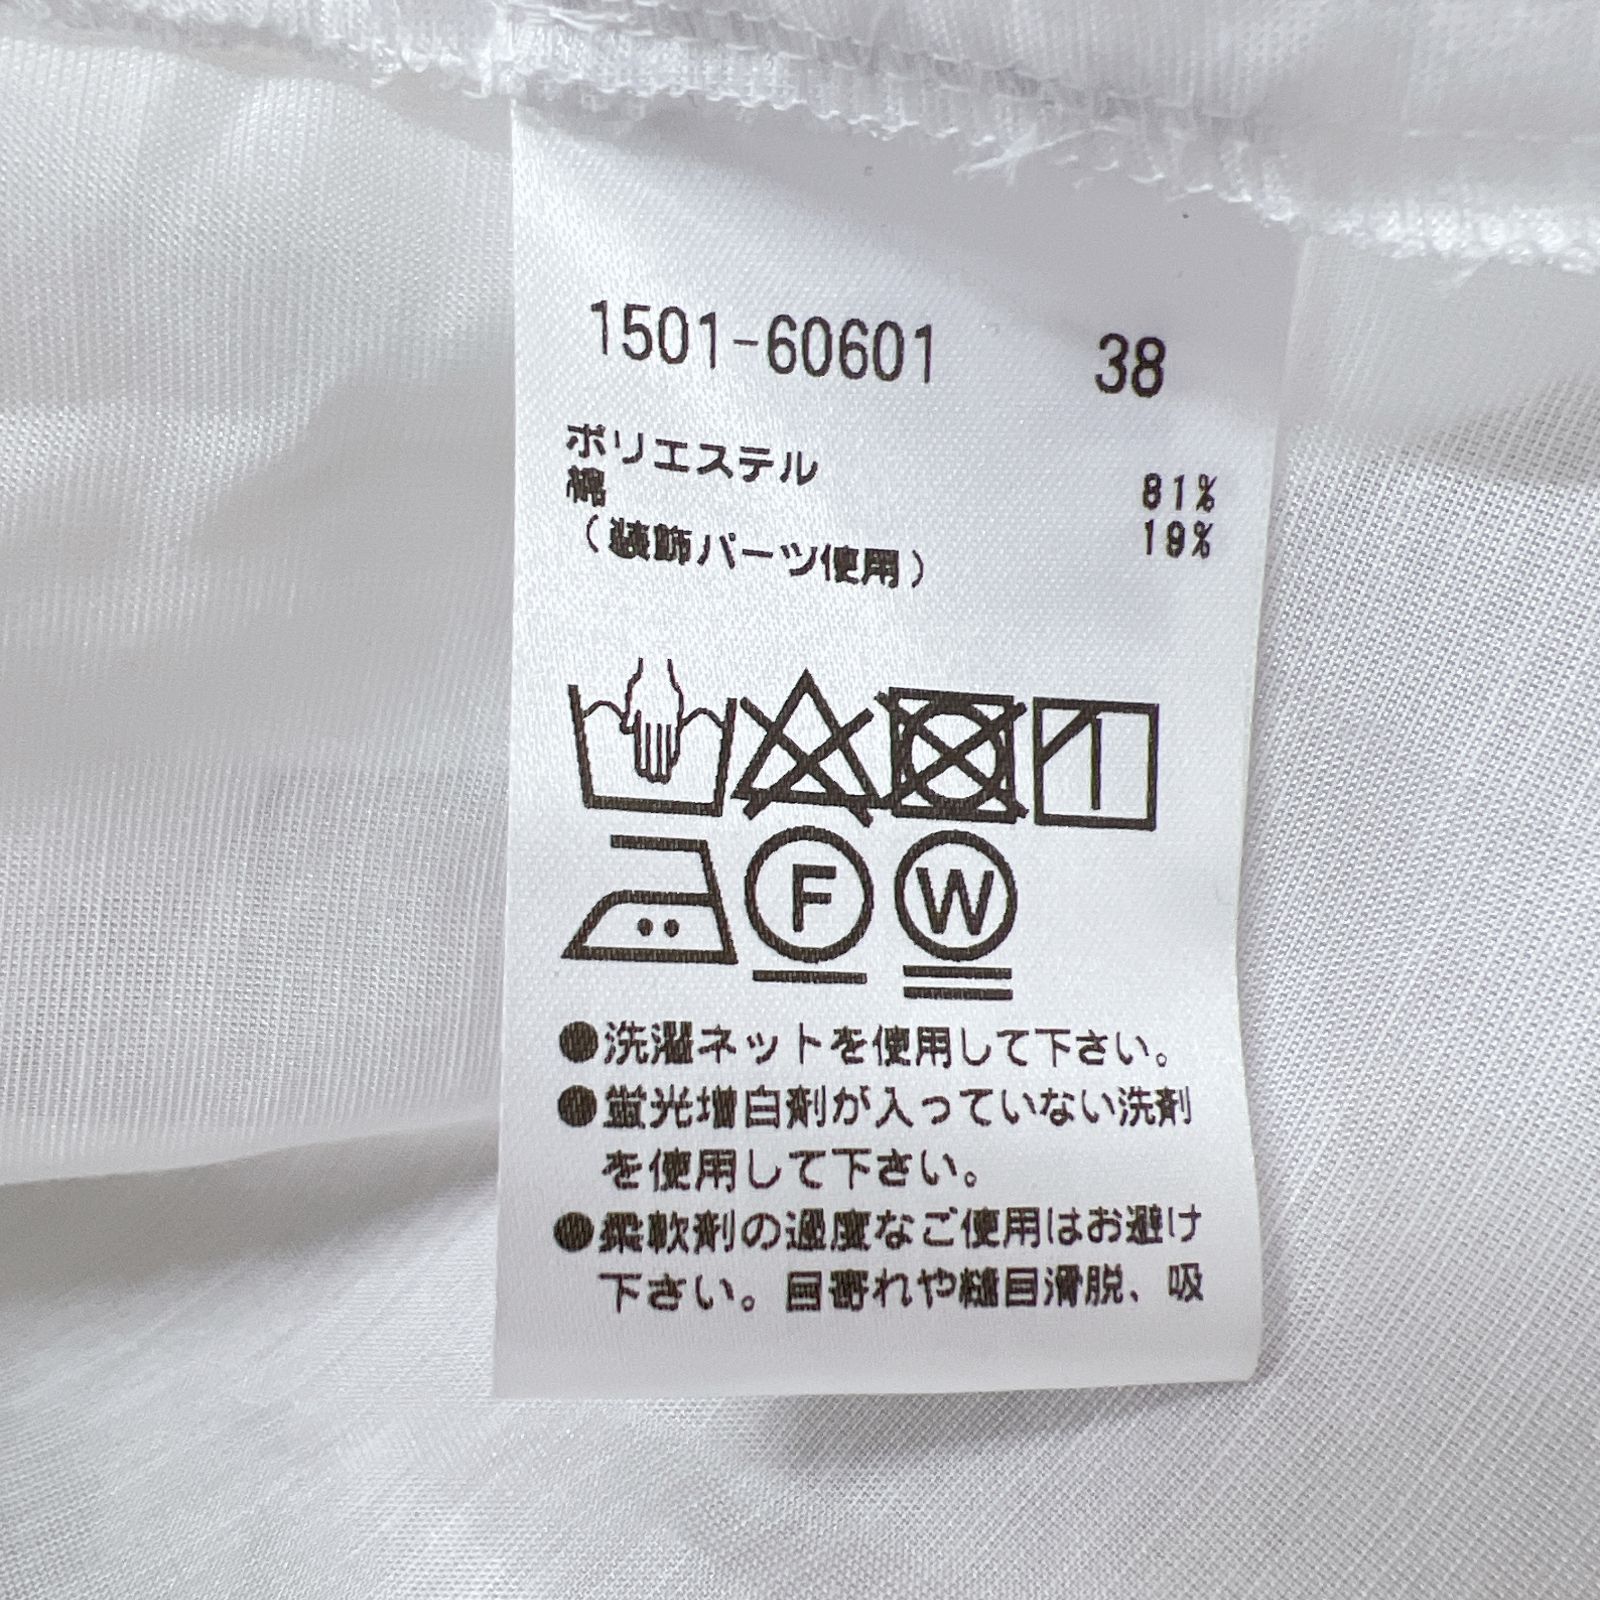 1501-60601 38
ポリエステル 81%
綿 19%
(装飾パーツ使用)
F W
●洗濯ネットを使用して下さい。
●蛍光増白剤が入っていない洗剤
を使用して下さい。
●柔軟剤の過度なご使用はお避け
下さい。目寄れや縫目滑脱、吸